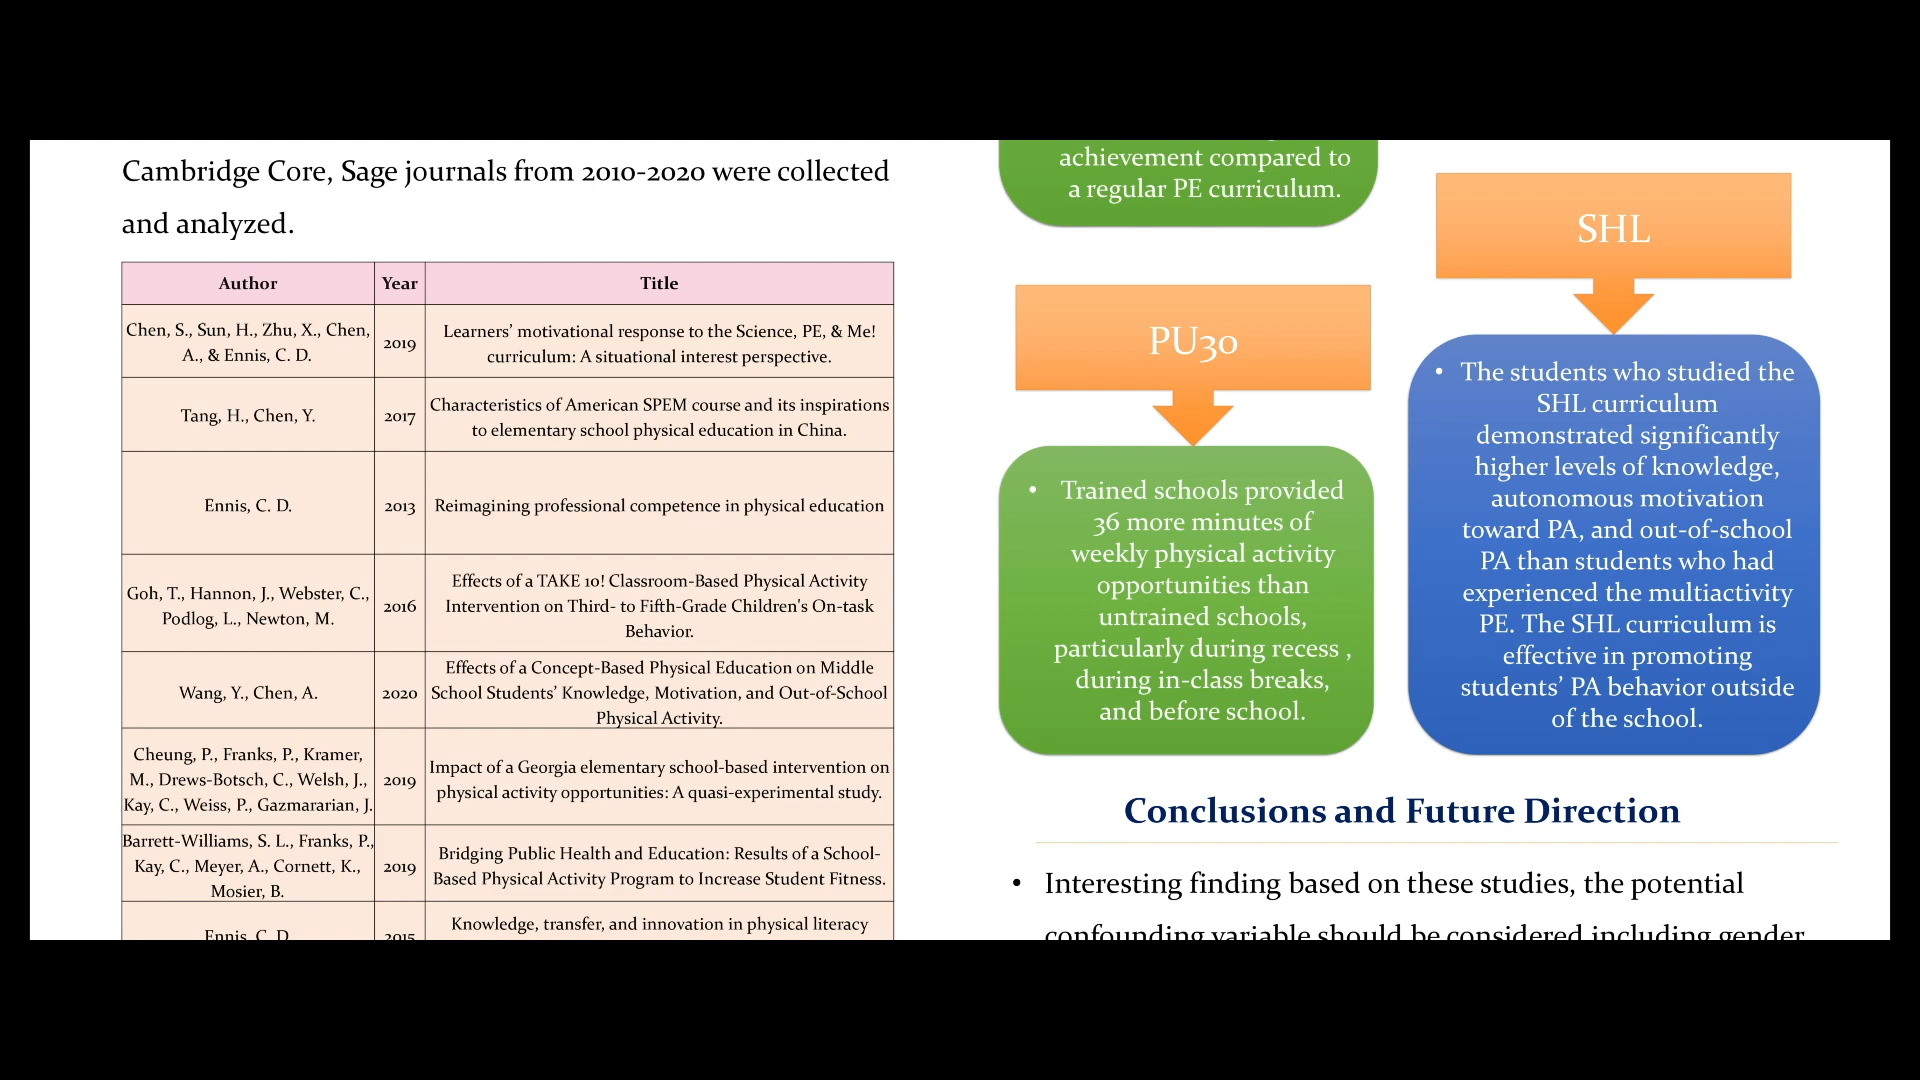 Cambridge Core, Sage journals from 2010-2020 were collected
and analyzed.
Author Year Title
Chen, S., Sun, H., Zhu, X., Chen,
A., & Ennis, C. D.
2019
Learners’ motivational response to the Science, PE, & Me!
curriculum: A situational interest perspective.
Tang, H., Chen, Y.
2017
Characteristics of American SPEM course and its inspirations
to elementary school physical education in China.
Ennis, C. D.
2013
Reimagining professional competence in physical education
Goh, T., Hannon, J., Webster, C.,
Podlog, L., Newton, M.
2016
Effects of a TAKE 10! Classroom-Based Physical Activity
Intervention on Third- to Fifth-Grade Children's On-task
Behavior.
Wang, Y., Chen, A.
2020
Effects of a Concept-Based Physical Education on Middle
School Students’ Knowledge, Motivation, and Out-of-School
Physical Activity.
Cheung, P., Franks, P., Kramer,
M., Drews-Botsch, C., Welsh, J.,
Kay, C., Weiss, P., Gazmararian, J.
2019
Impact of a Georgia elementary school-based intervention on
physical activity opportunities: A quasi-experimental study.
Barrett-Williams, S. L., Franks, P.,
Kay, C., Meyer, A., Cornett, K.,
Mosier, B.
2019
Bridging Public Health and Education: Results of a School-
Based Physical Activity Program to Increase Student Fitness.
Ennis, C. D.
2015
Knowledge, transfer, and innovation in physical literacy
achievement compared to
a regular PE curriculum.
PU30
• Trained schools provided
36 more minutes of
weekly physical activity
opportunities than
untrained schools,
particularly during recess ,
during in-class breaks,
and before school.
SHL
• The students who studied the
SHL curriculum
demonstrated significantly
higher levels of knowledge,
autonomous motivation
toward PA, and out-of-school
PA than students who had
experienced the multiactivity
PE. The SHL curriculum is
effective in promoting
students’ PA behavior outside
of the school.
Conclusions and Future Direction
• Interesting finding based on these studies, the potential
confounding variable should be considered including gender